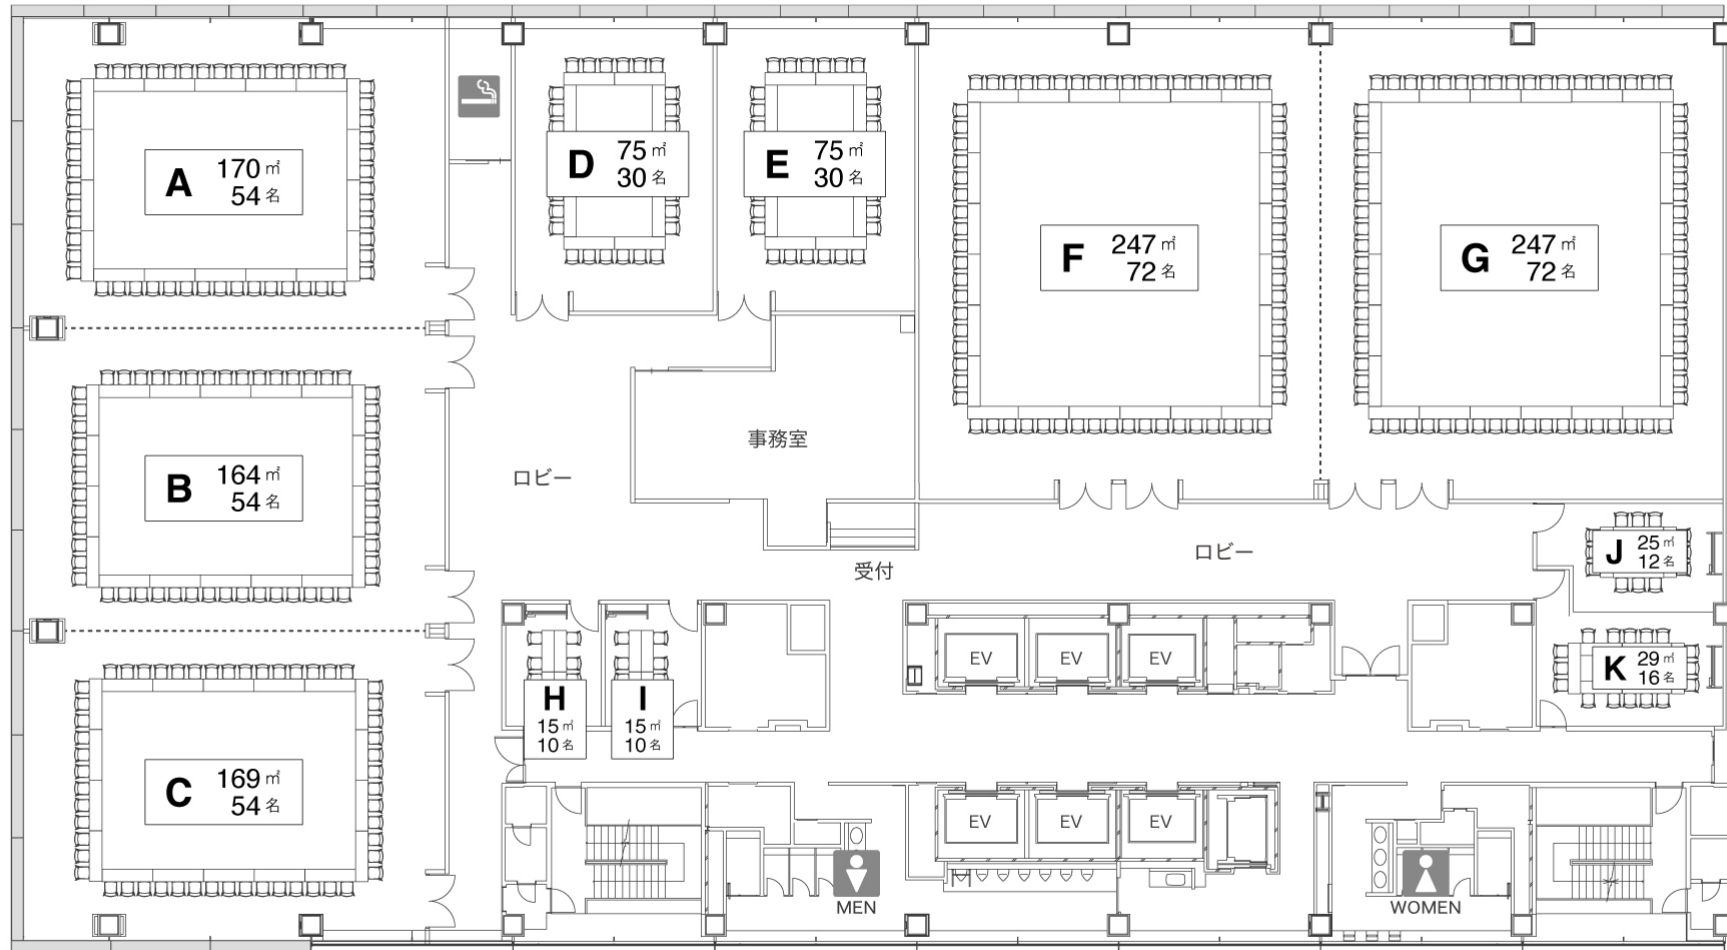 A 170㎡
54名
D 75㎡
30名
E 75㎡
30名
F 247㎡
72名
G 247㎡
72名
事務室
ロビー
B 164㎡
54名
受付
ロビー
J 25㎡
12名
EV
EV
EV
K 29㎡
16名
H
15㎡
10名
I
15㎡
10名
C 169㎡
54名
EV
EV
EV
MEN
WOMEN